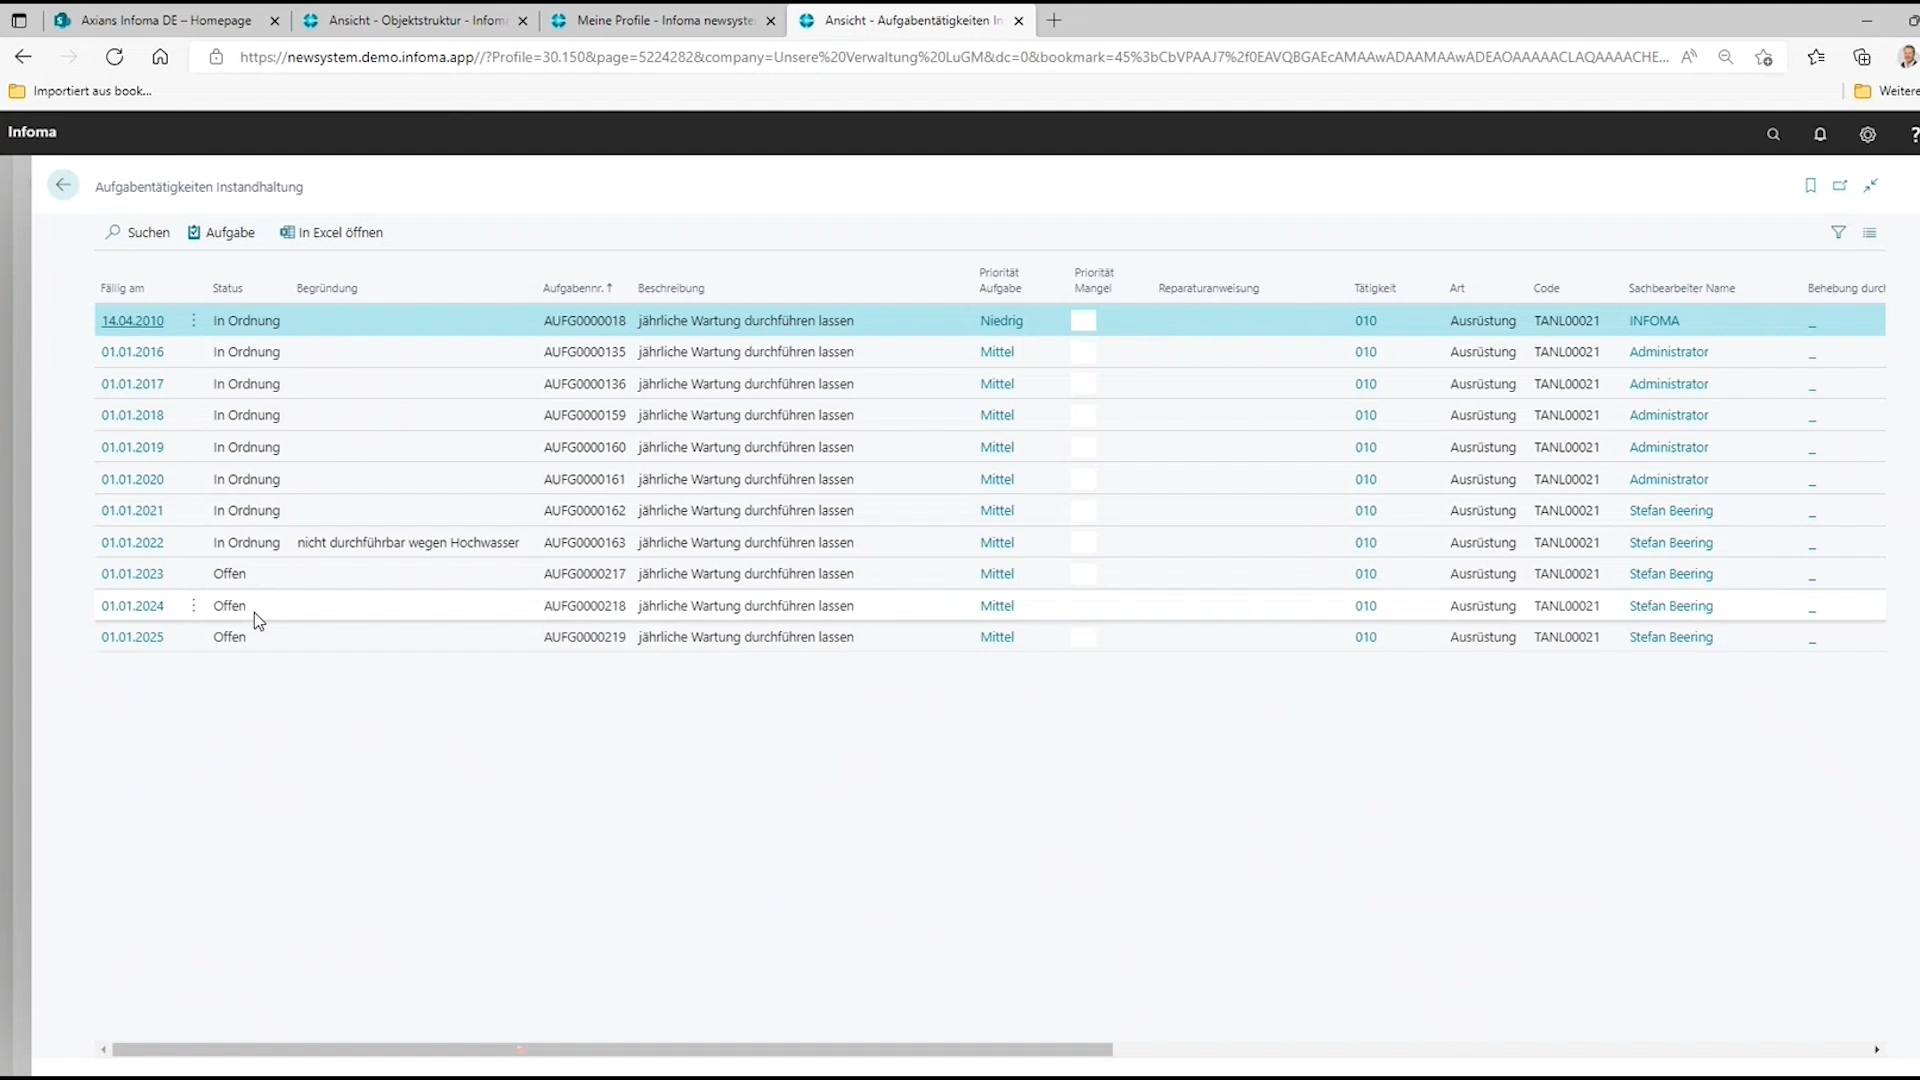 Axians Infoma DE – Homepage
Ansicht - Objektstruktur - Infom
Meine Profile - Infoma newsyste
Ansicht - Aufgabentätigkeiten In
https://newsystem.demo.infoma.app//?Profile=30.150&page=5224282&company=Unsere%20Verwaltung%20LuGM&dc=0&bookmark=45%3bCbVPAAJ7%2f0EAVQBGAEcAMAAwADAAMAAwADEAOAAAAACLAQAAAACHE...
Importiert aus book...
Weitere
Infoma
Aufgabentätigkeiten Instandhaltung
Suchen Aufgabe In Excel öffnen
Fällig am Status Begründung Aufgabennr. ↑ Beschreibung Priorität Aufgabe Priorität Mangel Reparaturanweisung Tätigkeit Art Code Sachbearbeiter Name Behebung durch
14.04.2010 In Ordnung AUFG0000018 jährliche Wartung durchführen lassen Niedrig 010 Ausrüstung TANL00021 INFOMA _
01.01.2016 In Ordnung AUFG0000135 jährliche Wartung durchführen lassen Mittel 010 Ausrüstung TANL00021 Administrator _
01.01.2017 In Ordnung AUFG0000136 jährliche Wartung durchführen lassen Mittel 010 Ausrüstung TANL00021 Administrator _
01.01.2018 In Ordnung AUFG0000159 jährliche Wartung durchführen lassen Mittel 010 Ausrüstung TANL00021 Administrator _
01.01.2019 In Ordnung AUFG0000160 jährliche Wartung durchführen lassen Mittel 010 Ausrüstung TANL00021 Administrator _
01.01.2020 In Ordnung AUFG0000161 jährliche Wartung durchführen lassen Mittel 010 Ausrüstung TANL00021 Administrator _
01.01.2021 In Ordnung AUFG0000162 jährliche Wartung durchführen lassen Mittel 010 Ausrüstung TANL00021 Stefan Beering _
01.01.2022 In Ordnung nicht durchführbar wegen Hochwasser AUFG0000163 jährliche Wartung durchführen lassen Mittel 010 Ausrüstung TANL00021 Stefan Beering _
01.01.2023 Offen AUFG0000217 jährliche Wartung durchführen lassen Mittel 010 Ausrüstung TANL00021 Stefan Beering _
01.01.2024 Offen AUFG0000218 jährliche Wartung durchführen lassen Mittel 010 Ausrüstung TANL00021 Stefan Beering _
01.01.2025 Offen AUFG0000219 jährliche Wartung durchführen lassen Mittel 010 Ausrüstung TANL00021 Stefan Beering _